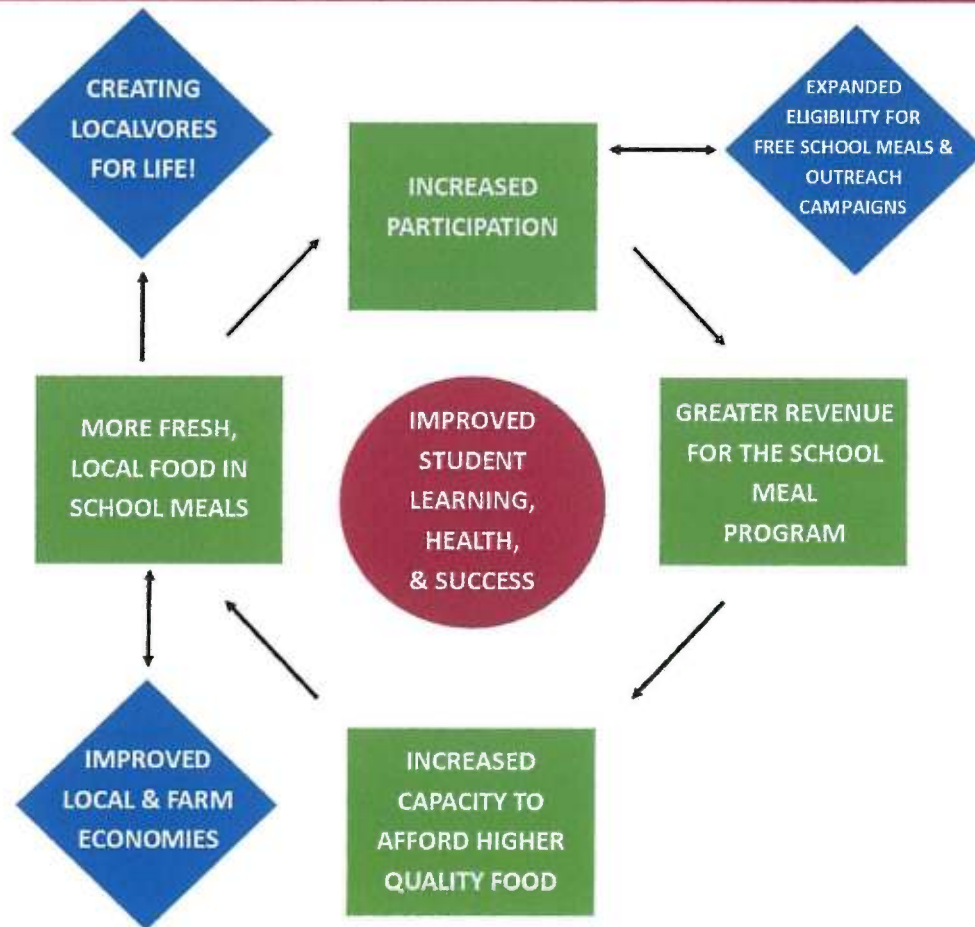 CREATING
LOCALVORES
FOR LIFE!
INCREASED
PARTICIPATION
EXPANDED
ELIGIBILITY FOR
FREE SCHOOL MEALS &
OUTREACH
CAMPAIGNS
MORE FRESH,
LOCAL FOOD IN
SCHOOL MEALS
IMPROVED
STUDENT
LEARNING,
HEALTH,
& SUCCESS
GREATER REVENUE
FOR THE SCHOOL
MEAL
PROGRAM
IMPROVED
LOCAL & FARM
ECONOMIES
INCREASED
CAPACITY TO
AFFORD HIGHER
QUALITY FOOD